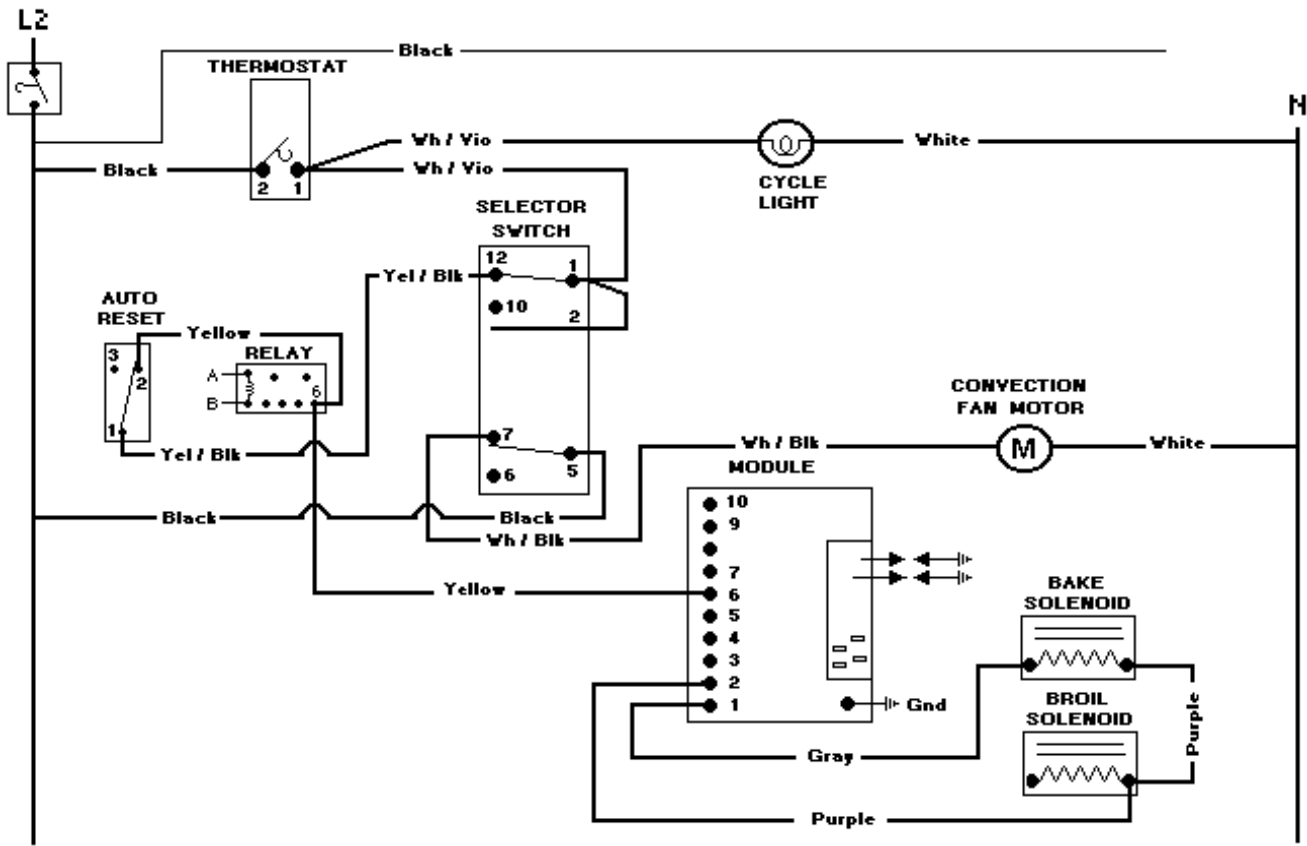 L2
Black
THERMOSTAT
N
Wh / Vio
White
Black
Wh / Vio
2 1
CYCLE
LIGHT
SELECTOR
SWITCH
12
1
Yel / Blk
10
2
AUTO
RESET
Yellow
3
2
1
RELAY
A
6
B
CONVECTION
FAN MOTOR
7
Wh / Blk
M
White
Yel / Blk
5
6
MODULE
10
Black
Black
9
Wh / Blk
7
Yellow
6
5
4
3
2
1
Gnd
BAKE
SOLENOID
BROIL
SOLENOID
Purple
Gray
Purple